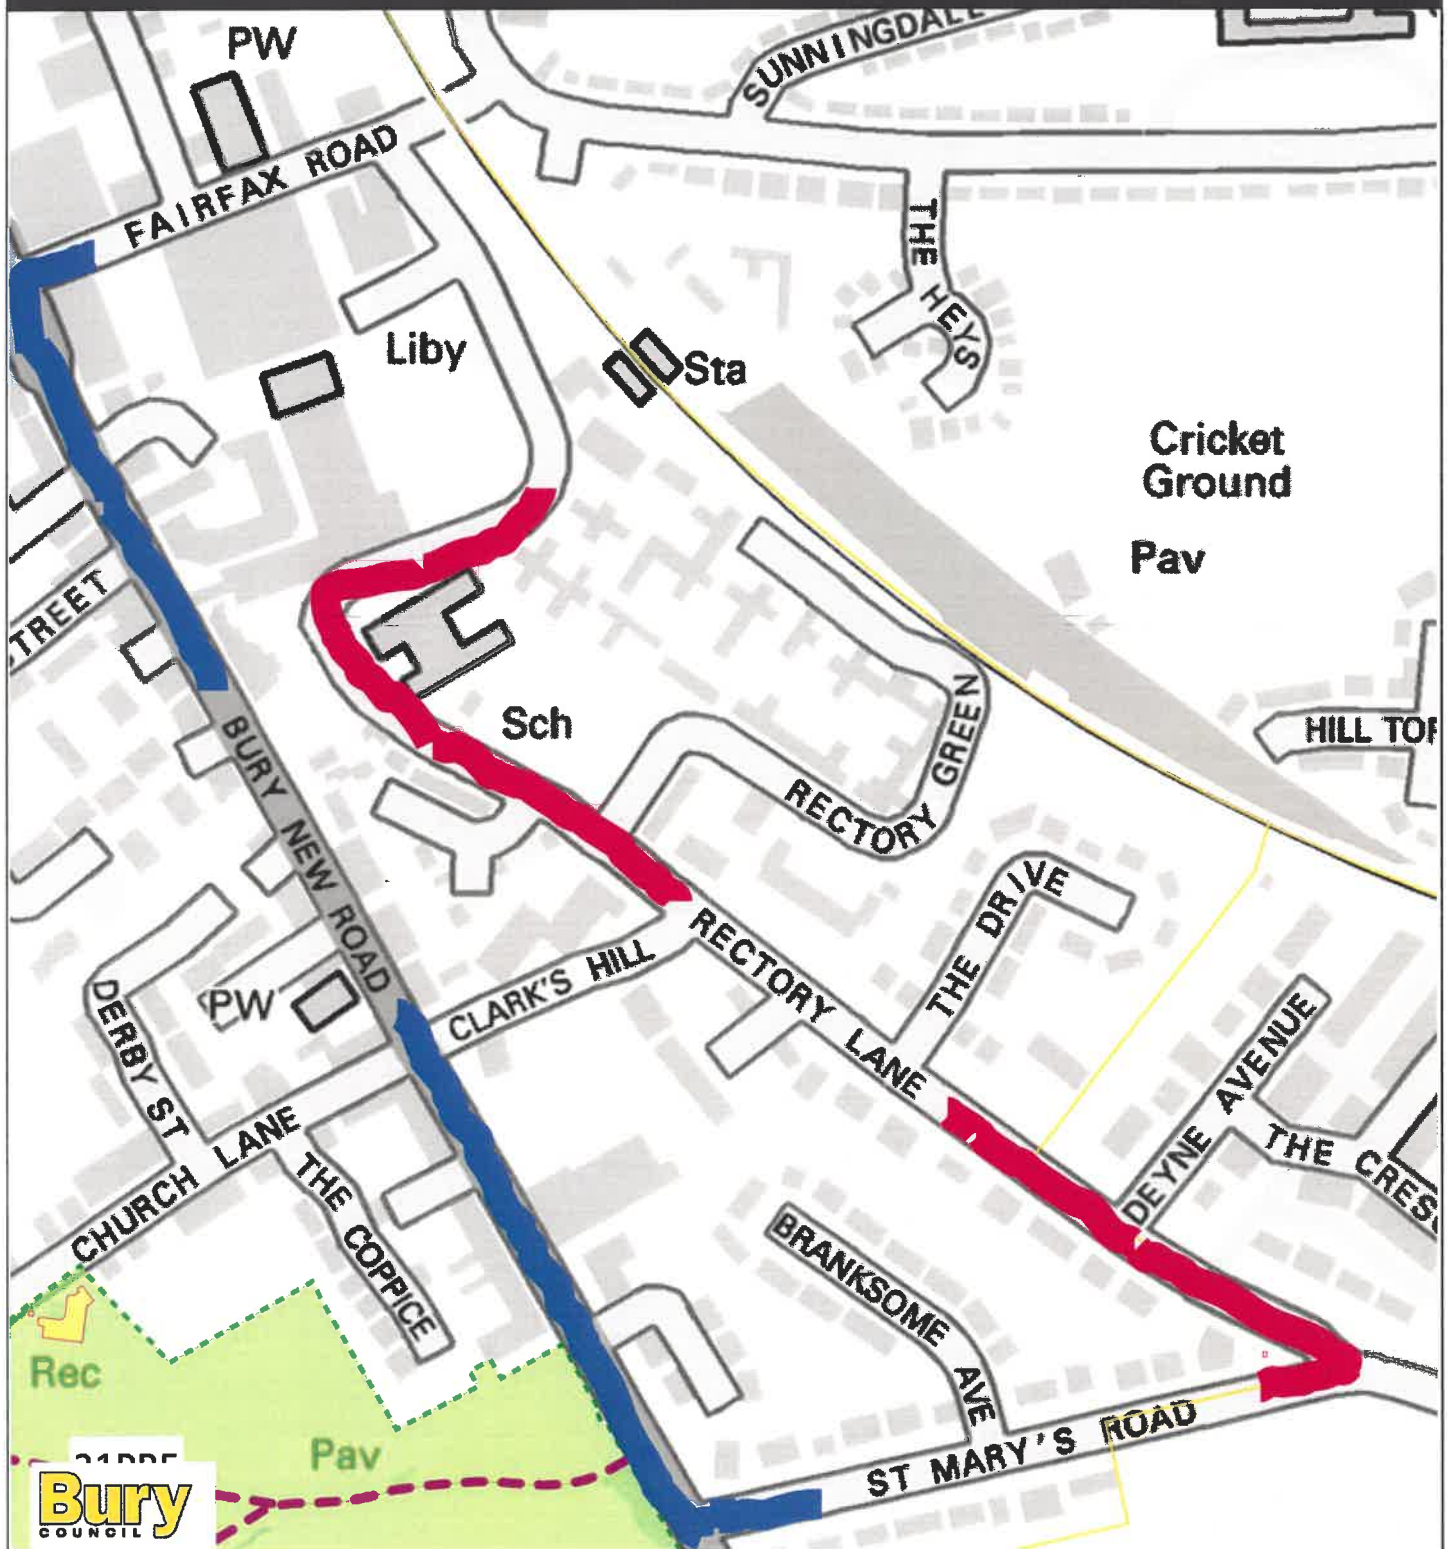 PW
SUNNINGDALE
FAIRFAX ROAD
THE HEYS
Liby
Sta
Cricket
Ground
Pav
STREET
HILL TOP
Sch
BURY NEW ROAD
RECTORY GREEN
THE DRIVE
RECTORY LANE
CLARK'S HILL
PW
DERBY ST
CHURCH LANE
THE COPPICE
DEYNE AVENUE
THE CRES
BRANKSOME AVE
Rec
Pav
ST MARY'S ROAD
Bury
COUNCIL